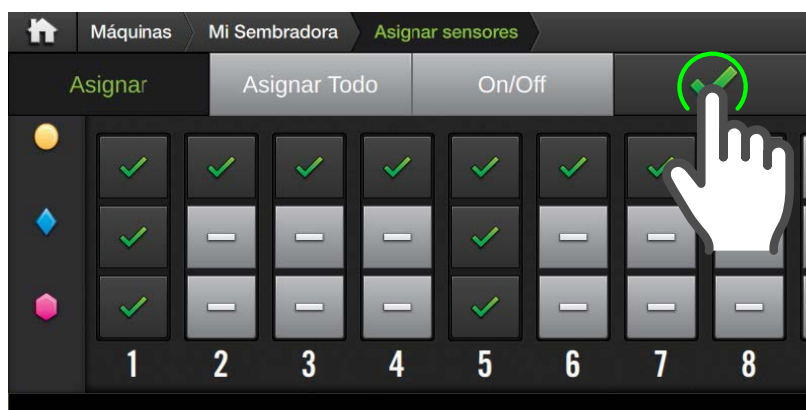 Máquinas Mi Sembradora Asignar sensores
Asignar Asignar Todo On/Off
1 2 3 4 5 6 7 8